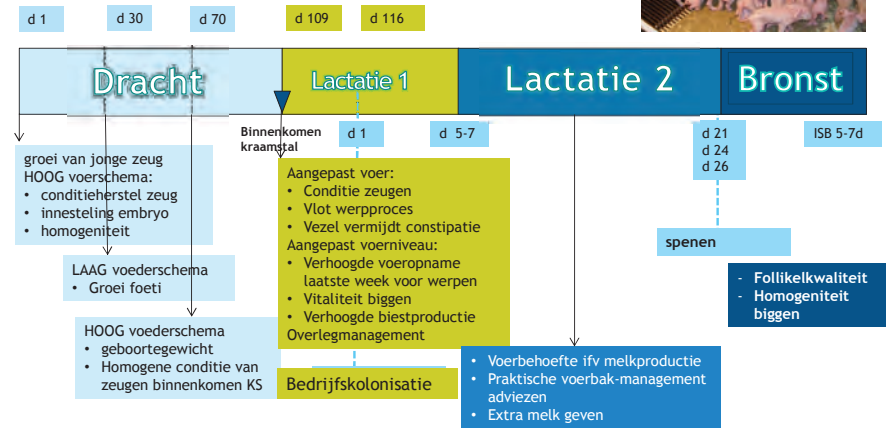 d 1
d 30
d 70
d 109
d 116
Dracht
Lactatie 1
Lactatie 2
Bronst
Binnenkomen
kraamstal
d 1
d 5-7
d 21
d 24
d 26
ISB 5-7d
groei van jonge zeug
HOOG voerschema:
• conditieherstel zeug
• innesteling embryo
• homogeniteit
LAAG voederschema
• Groei foeti
HOOG voederschema
• geboortegewicht
• Homogene conditie van
zeugen binnenkomen KS
Aangepast voer:
• Conditie zeugen
• Vlot werpproces
• Vezel vermijdt constipatie
Aangepast voerniveau:
• Verhoogde voeropname
laatste week voor werpen
• Vitaliteit biggen
• Verhoogde biestproductie
Overlegmanagement
Bedrijfskolonisatie
• Voerbehoefte ifv melkproductie
• Praktische voerbak-management
adviezen
• Extra melk geven
spenen
- Follikelkwaliteit
- Homogeniteit
biggen